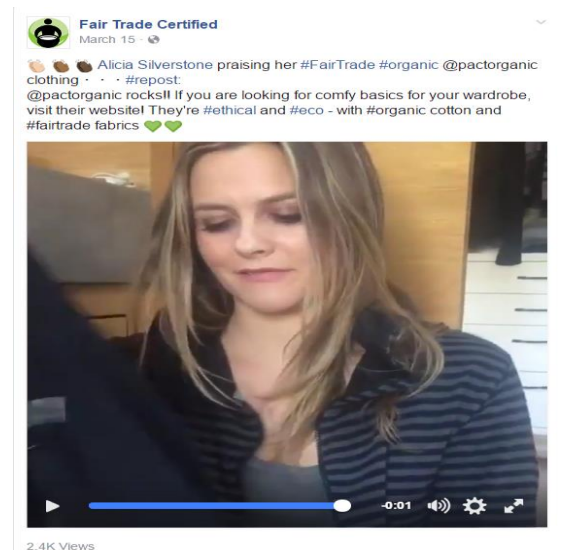 Fair Trade Certified
March 15 ·
Alicia Silverstone praising her #FairTrade #organic @pactorganic
clothing · · · #repost:
@pactorganic rocks!! If you are looking for comfy basics for your wardrobe,
visit their website! They're #ethical and #eco - with #organic cotton and
#fairtrade fabrics
-0:01
2.4K Views